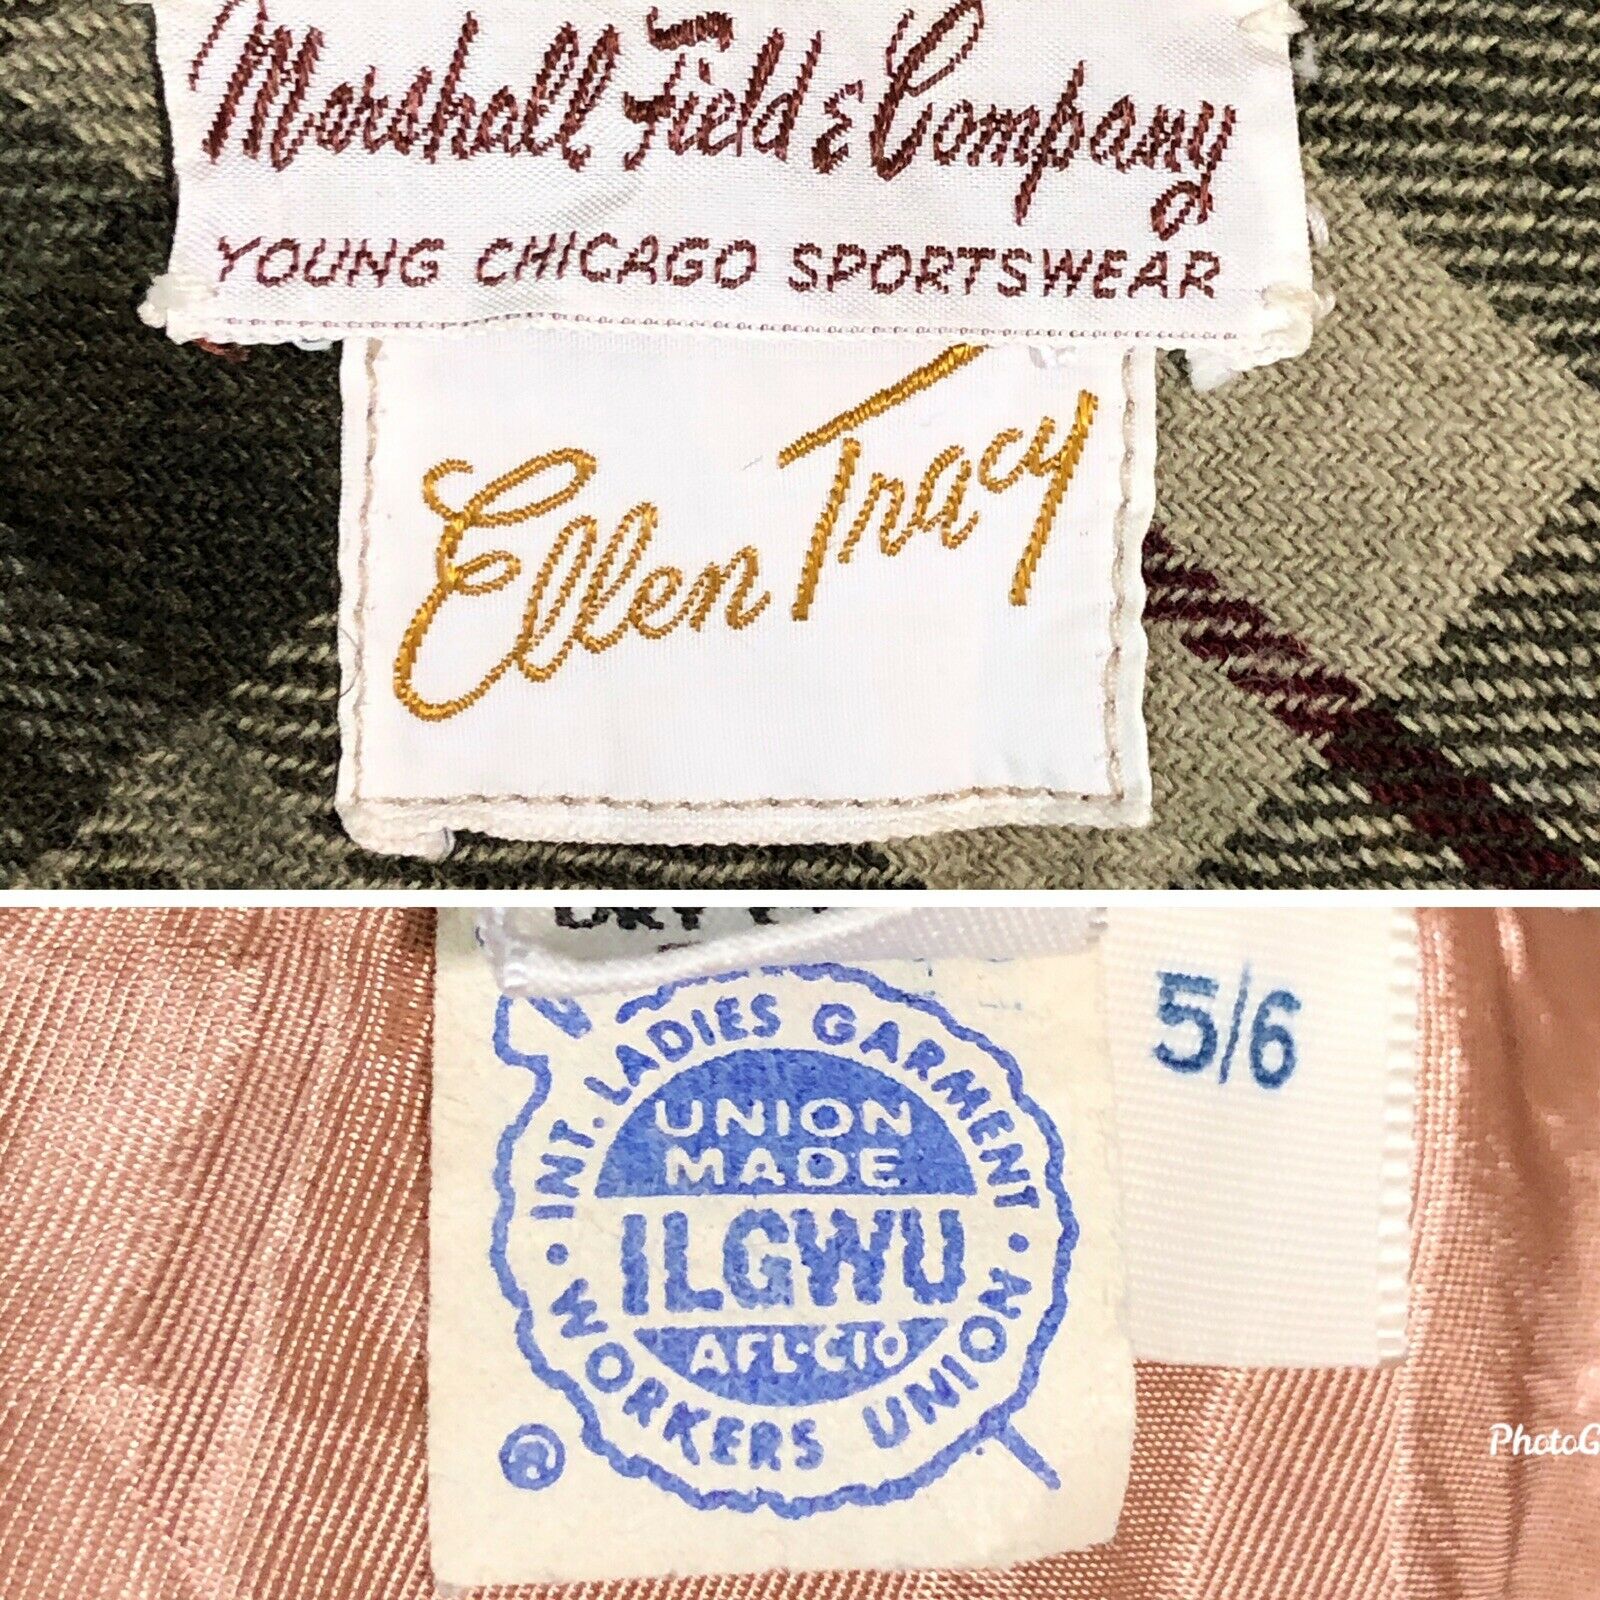 Marshall Field & Company
YOUNG CHICAGO SPORTSWEAR
Ellen Tracy
DRY
5/6
INT. LADIES GARMENT
UNION
MADE
ILGWU
AFL-CIO
· WORKERS UNION ·
®